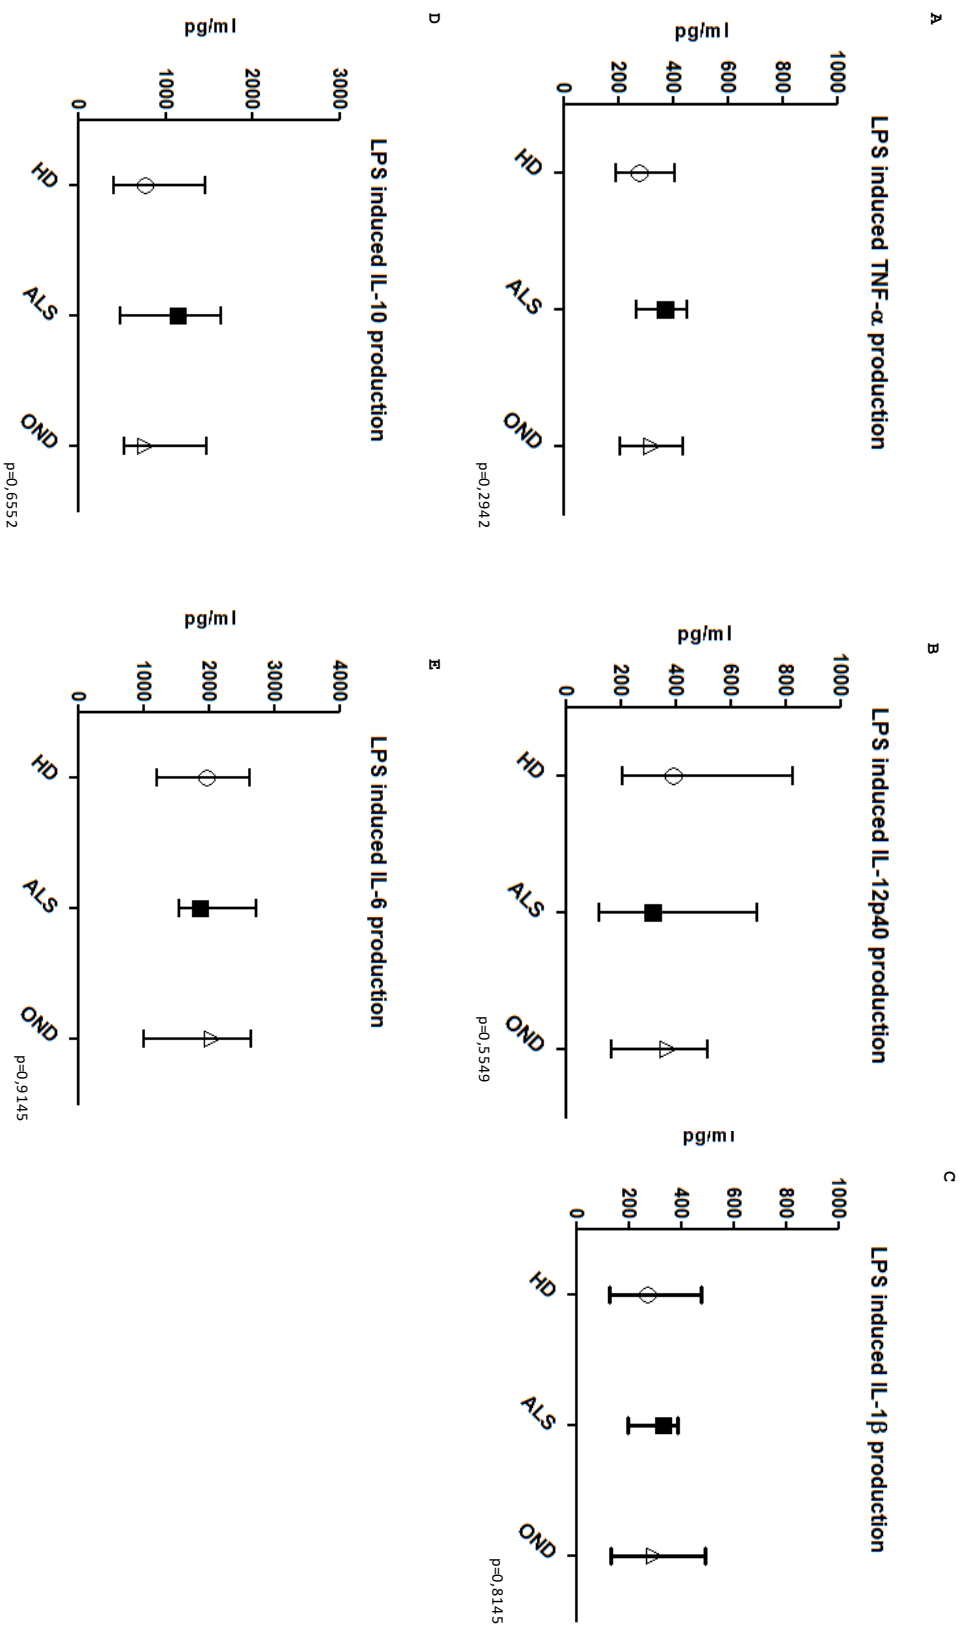 A
LPS induced TNF-α production
pg/ml
1000
800
600
400
200
0
HD
ALS
OND
p=0,2942
B
LPS induced IL-12p40 production
pg/ml
1000
800
600
400
200
0
HD
ALS
OND
p=0,5549
C
LPS induced IL-1β production
pg/ml
1000
800
600
400
200
0
HD
ALS
OND
p=0,8145
D
LPS induced IL-10 production
pg/ml
3000
2000
1000
0
HD
ALS
OND
p=0,6552
E
LPS induced IL-6 production
pg/ml
4000
3000
2000
1000
0
HD
ALS
OND
p=0,9145